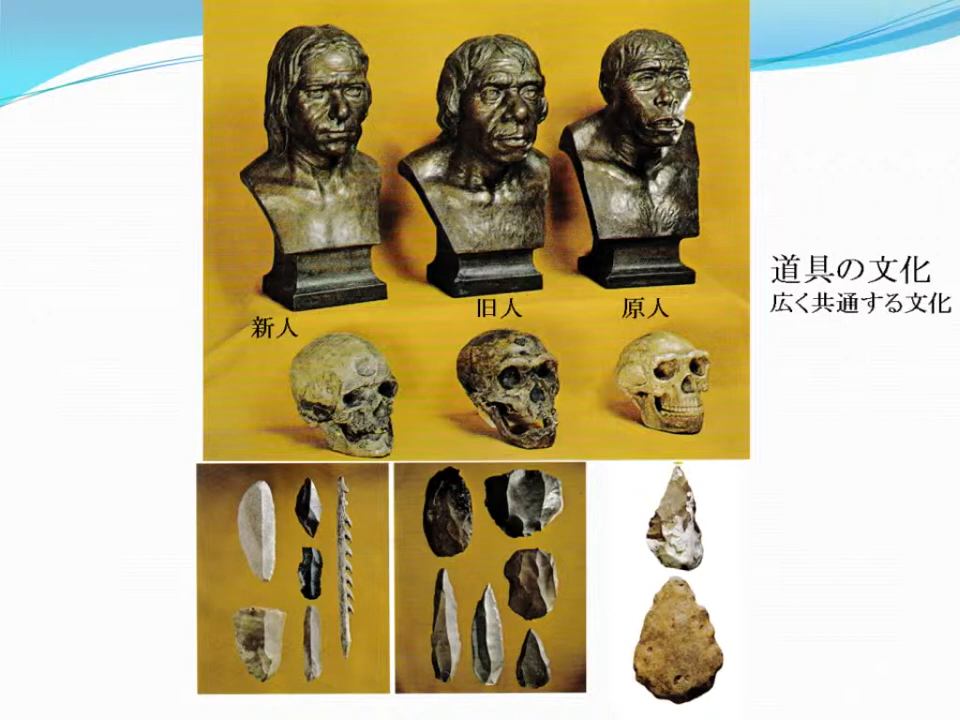 新人
旧人
原人
道具の文化
広く共通する文化